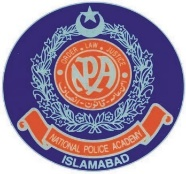 ORDER · LAW · JUSTICE
NPA
NATIONAL POLICE ACADEMY
ISLAMABAD